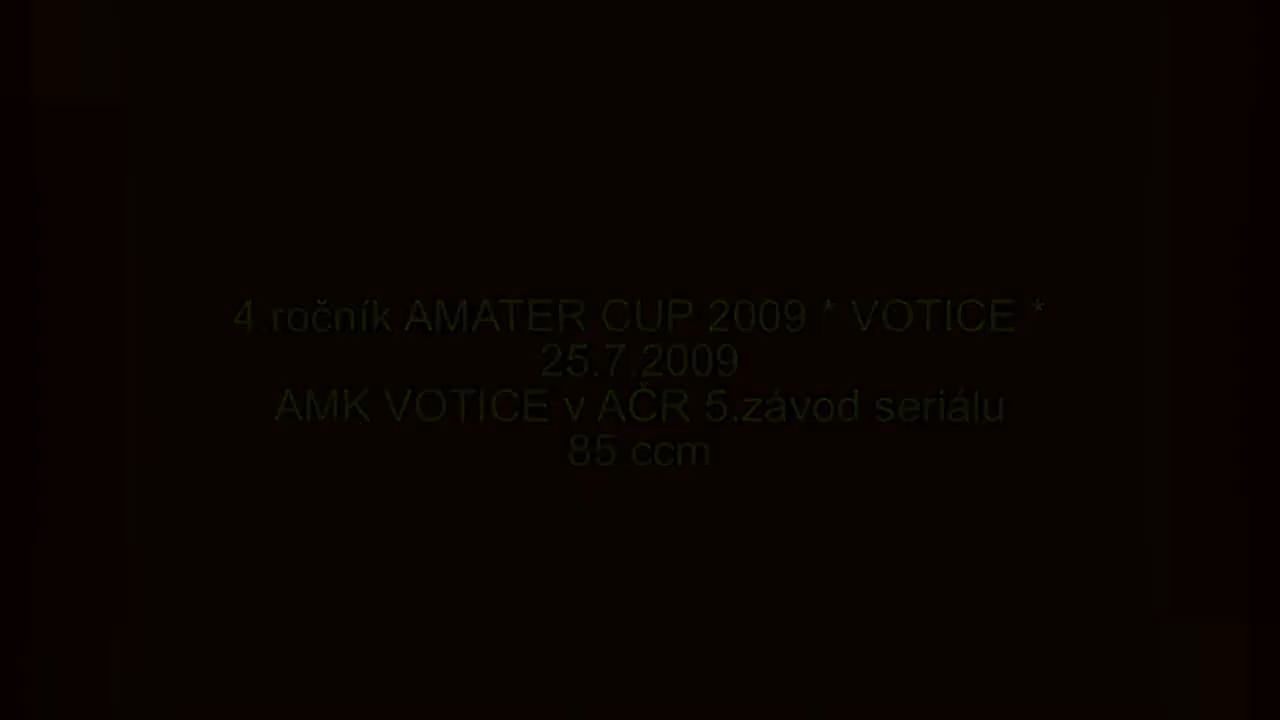 4 ročník AMATER CUP 2009 * VOTICE *
25.7.2009
AMK VOTICE v AČR 5.závod seriálu
85 ccm